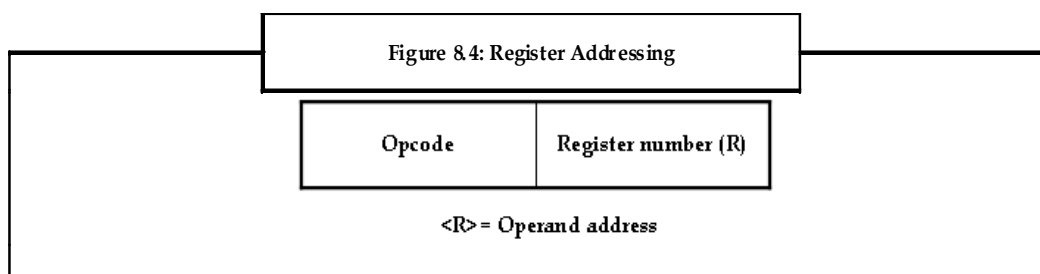 Figure 8.4: Register Addressing
Opcode Register number (R)
<R>= Operand address